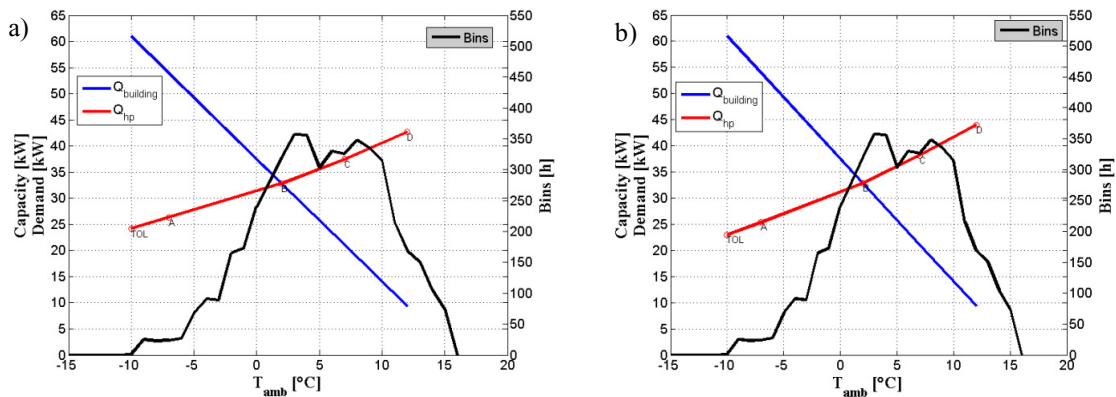 a)
65
60
55
50
45
40
35
30
25
20
15
10
5
0
Capacity [kW]
Demand [kW]
Q_building
Q_hp
Bins
TOL
A
B
C
D
550
500
450
400
350
300
250
200
150
100
50
0
Bins [h]
-15 -10 -5 0 5 10 15 20
T_amb [°C]
b)
65
60
55
50
45
40
35
30
25
20
15
10
5
0
Capacity [kW]
Demand [kW]
Q_building
Q_hp
Bins
TOL
A
B
C
D
550
500
450
400
350
300
250
200
150
100
50
0
Bins [h]
-15 -10 -5 0 5 10 15 20
T_amb [°C]